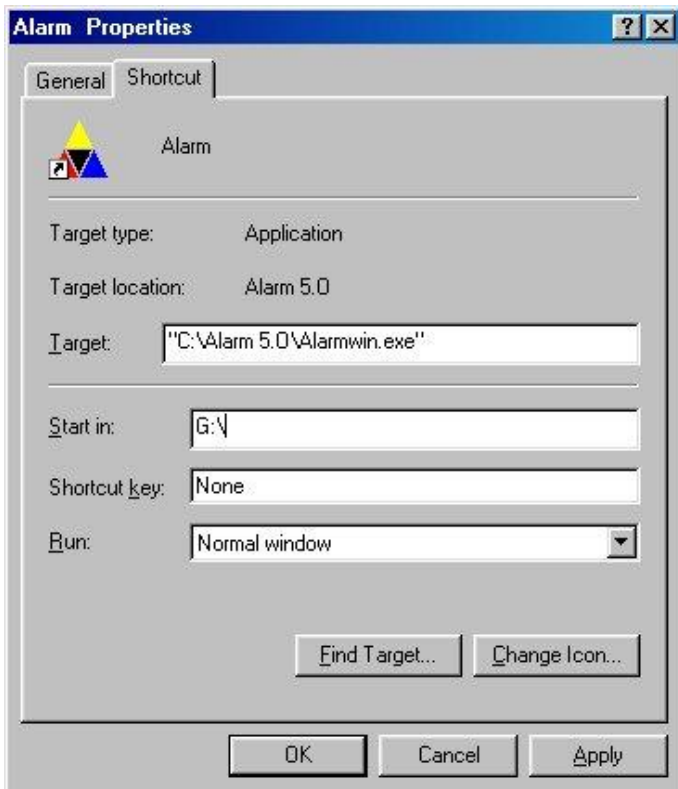 Alarm Properties
General Shortcut
Alarm
Target type: Application
Target location: Alarm 5.0
Target: "C:\Alarm 5.0\Alarmwin.exe"
Start in: G:\
Shortcut key: None
Run: Normal window
Find Target... Change Icon...
OK Cancel Apply